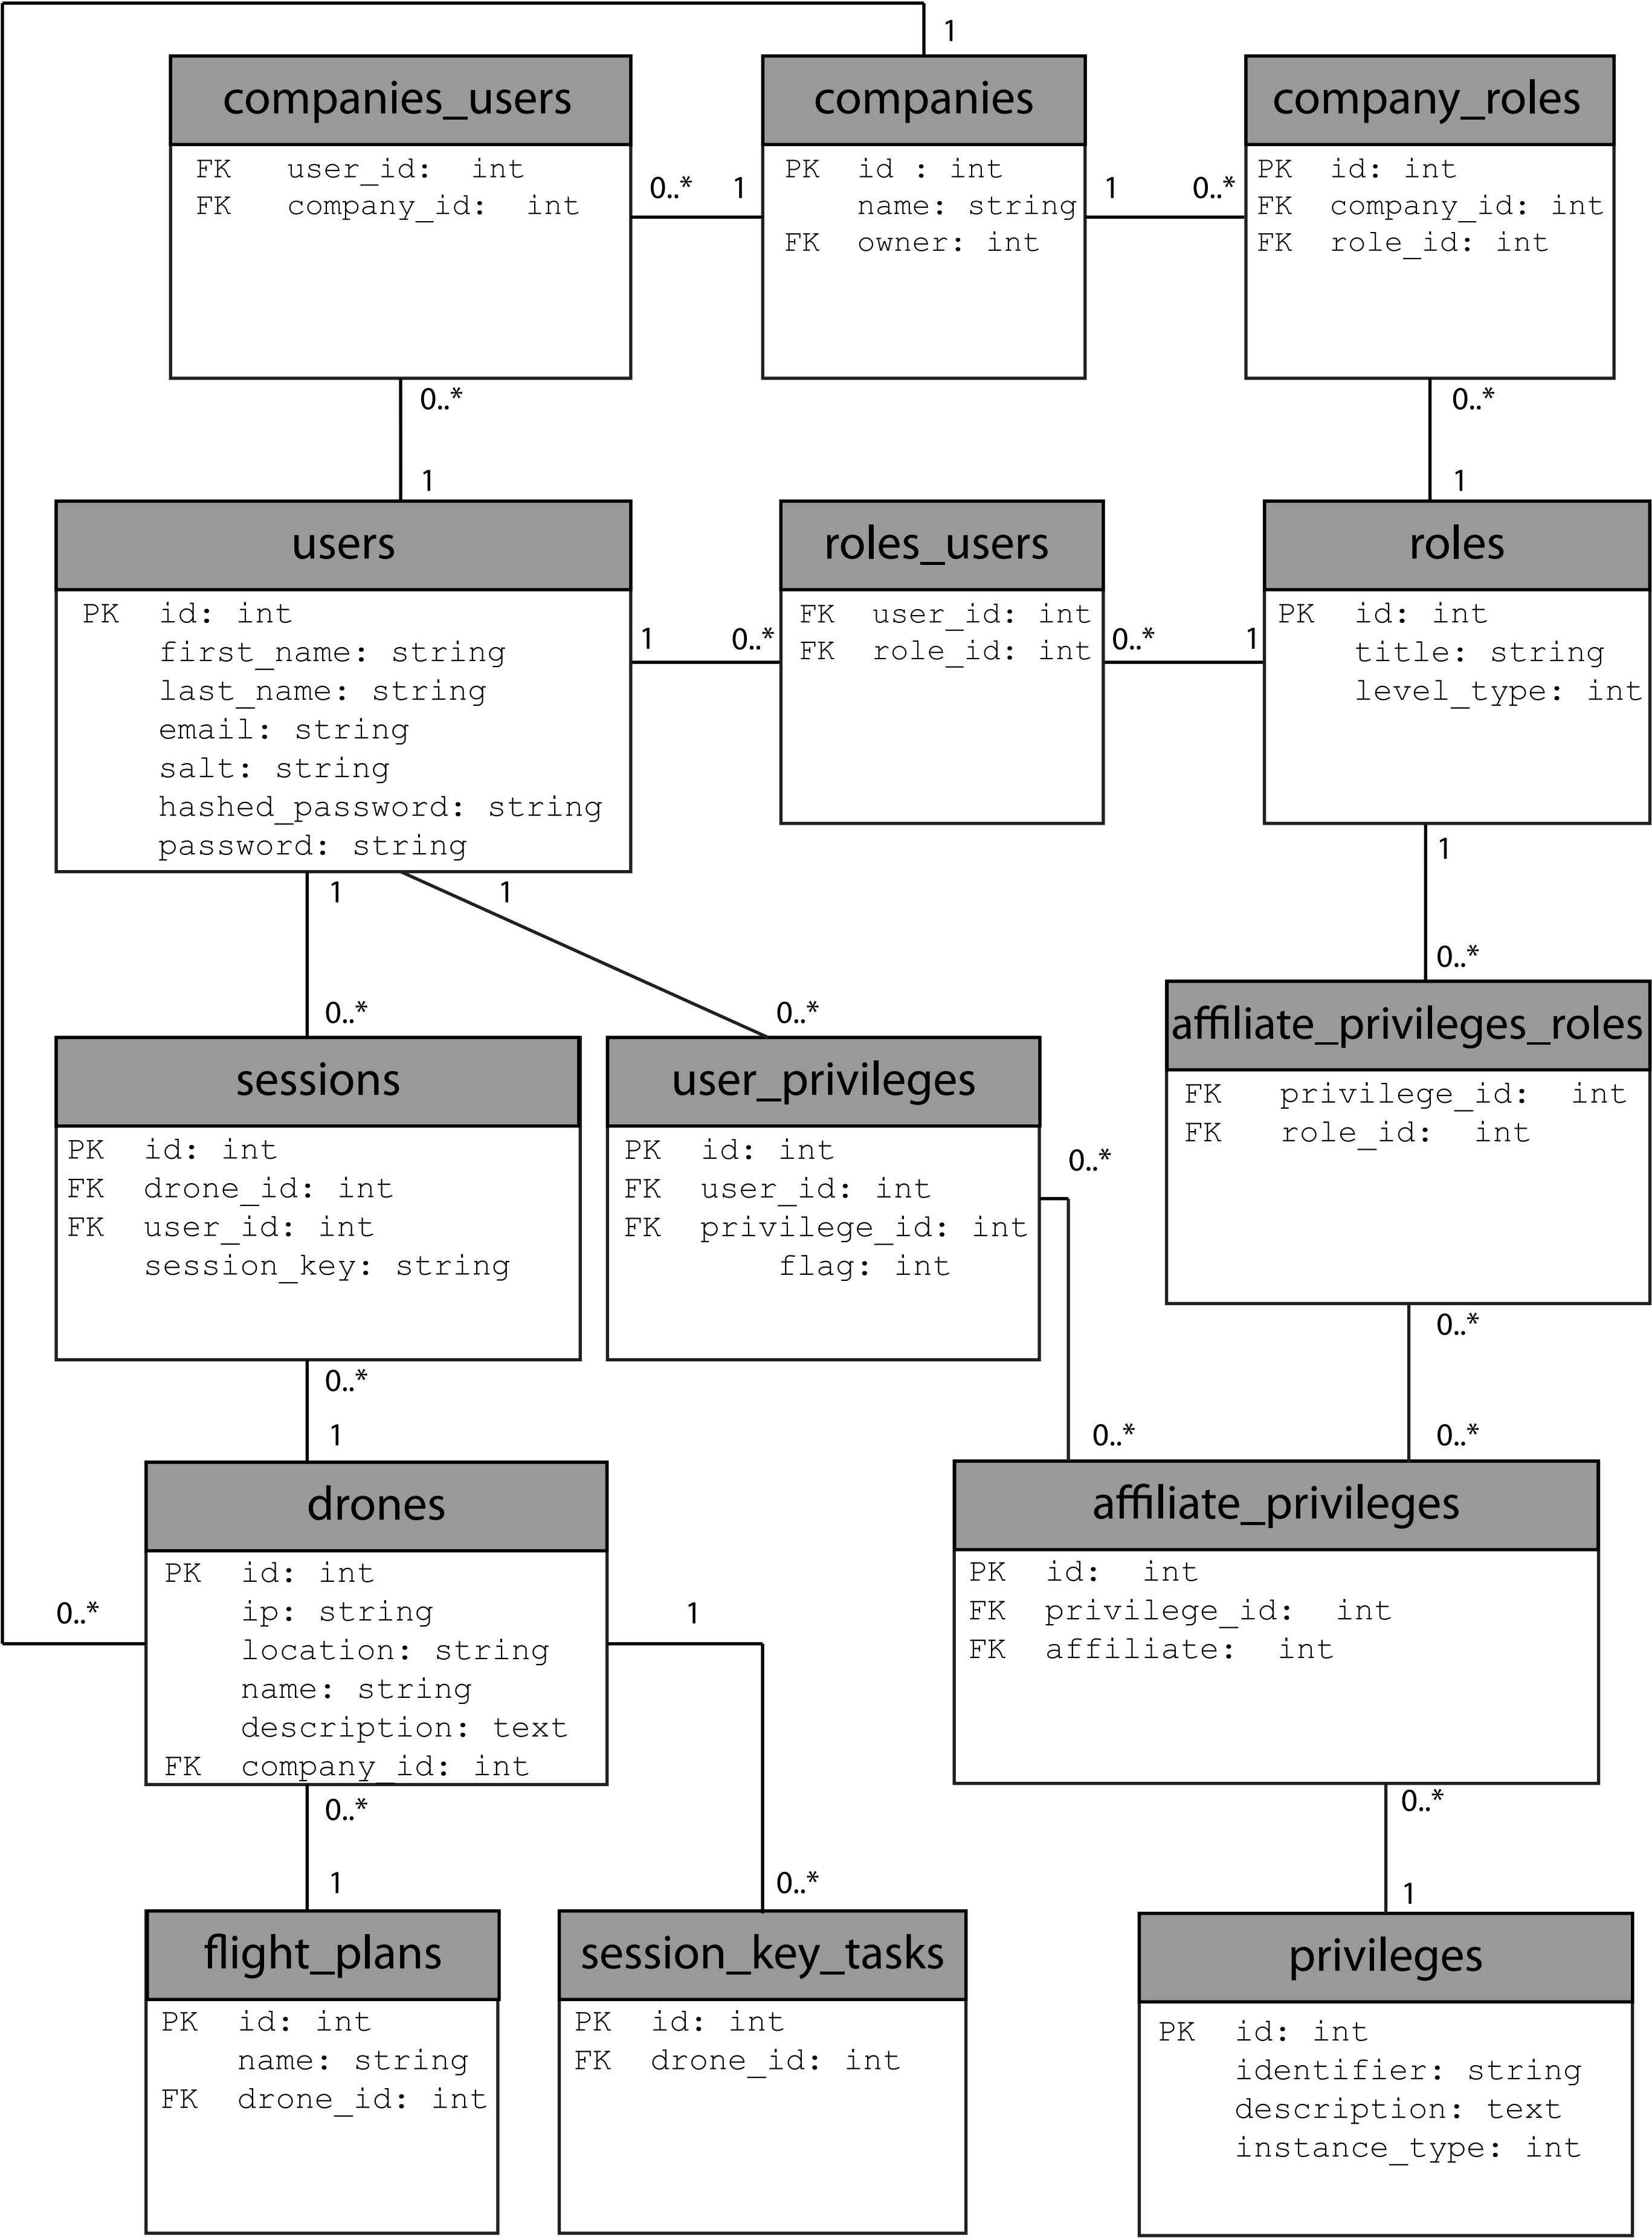 1
companies_users
FK user_id: int
FK company_id: int
0..* 1
companies
PK id : int
name: string
FK owner: int
1 0..*
company_roles
PK id: int
FK company_id: int
FK role_id: int
0..*
1
0..*
1
users
PK id: int
first_name: string
last_name: string
email: string
salt: string
hashed_password: string
password: string
1 0..*
roles_users
FK user_id: int
FK role_id: int
0..* 1
roles
PK id: int
title: string
level_type: int
1
0..*
1
0..*
1
0..*
sessions
PK id: int
FK drone_id: int
FK user_id: int
session_key: string
user_privileges
PK id: int
FK user_id: int
FK privilege_id: int
flag: int
0..*
0..*
affiliate_privileges_roles
FK privilege_id: int
FK role_id: int
0..*
0..*
0..*
1
drones
PK id: int
ip: string
location: string
name: string
description: text
FK company_id: int
0..*
1
0..*
affiliate_privileges
PK id: int
FK privilege_id: int
FK affiliate: int
0..*
1
0..*
1
flight_plans
PK id: int
name: string
FK drone_id: int
session_key_tasks
PK id: int
FK drone_id: int
privileges
PK id: int
identifier: string
description: text
instance_type: int